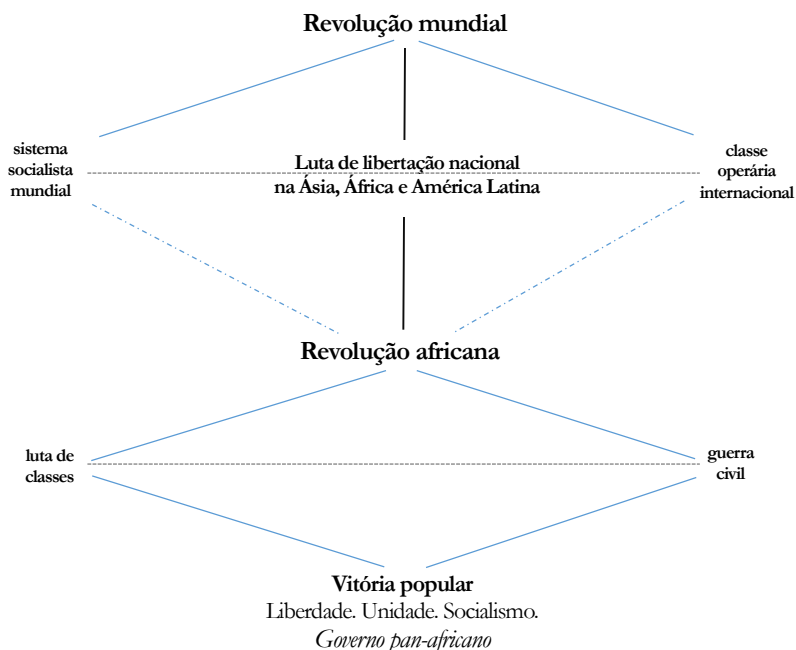 Revolução mundial
sistema
socialista
mundial
Luta de libertação nacional
na Ásia, África e América Latina
classe
operária
internacional
Revolução africana
luta de
classes
guerra
civil
Vitória popular
Liberdade. Unidade. Socialismo.
Governo pan-africano